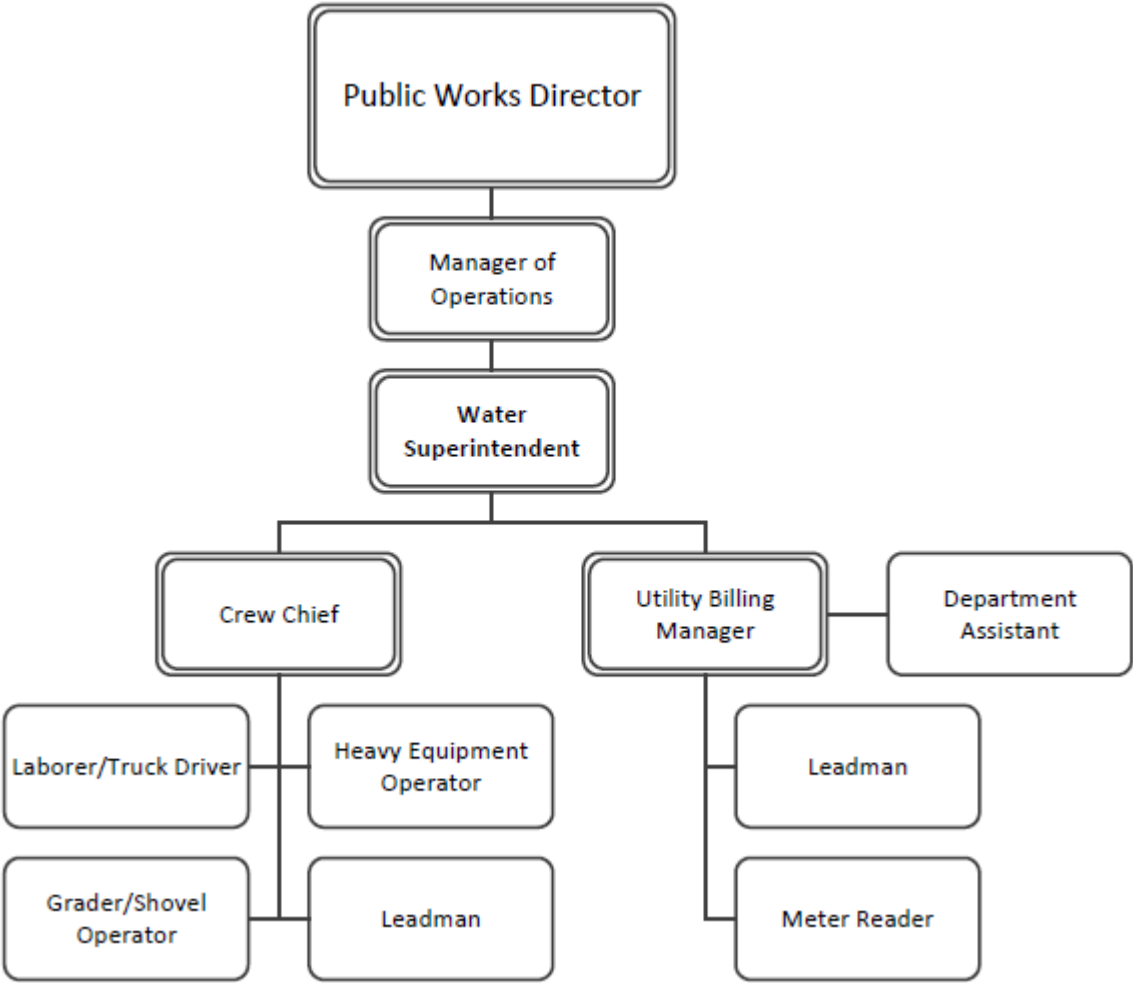 Public Works Director
Manager of
Operations
Water
Superintendent
Crew Chief
Utility Billing
Manager
Department
Assistant
Laborer/Truck Driver
Heavy Equipment
Operator
Leadman
Grader/Shovel
Operator
Leadman
Meter Reader